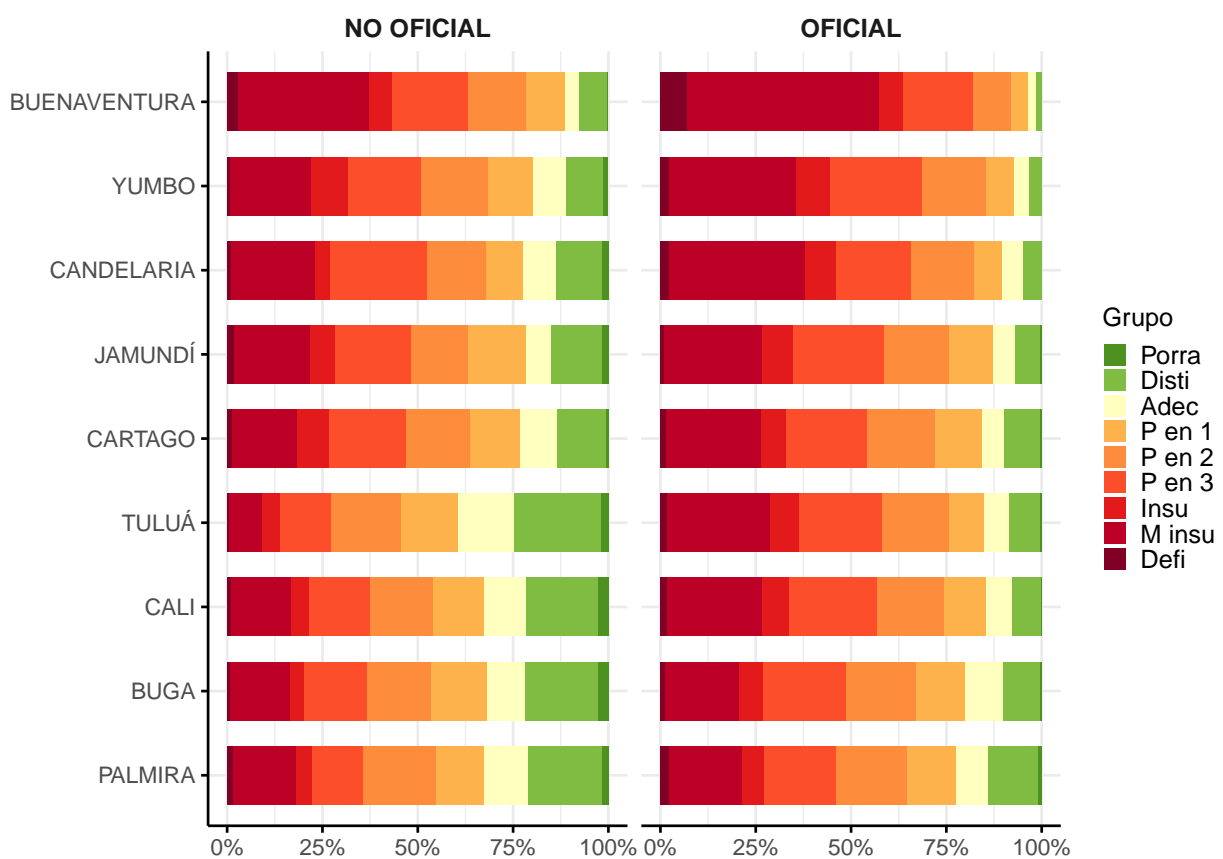 NO OFICIAL
OFICIAL
BUENAVENTURA
YUMBO
CANDELARIA
JAMUNDÍ
CARTAGO
TULUÁ
CALI
BUGA
PALMIRA
0% 25% 50% 75% 100%
0% 25% 50% 75% 100%
Grupo
Porra
Disti
Adec
P en 1
P en 2
P en 3
Insu
M insu
Defi